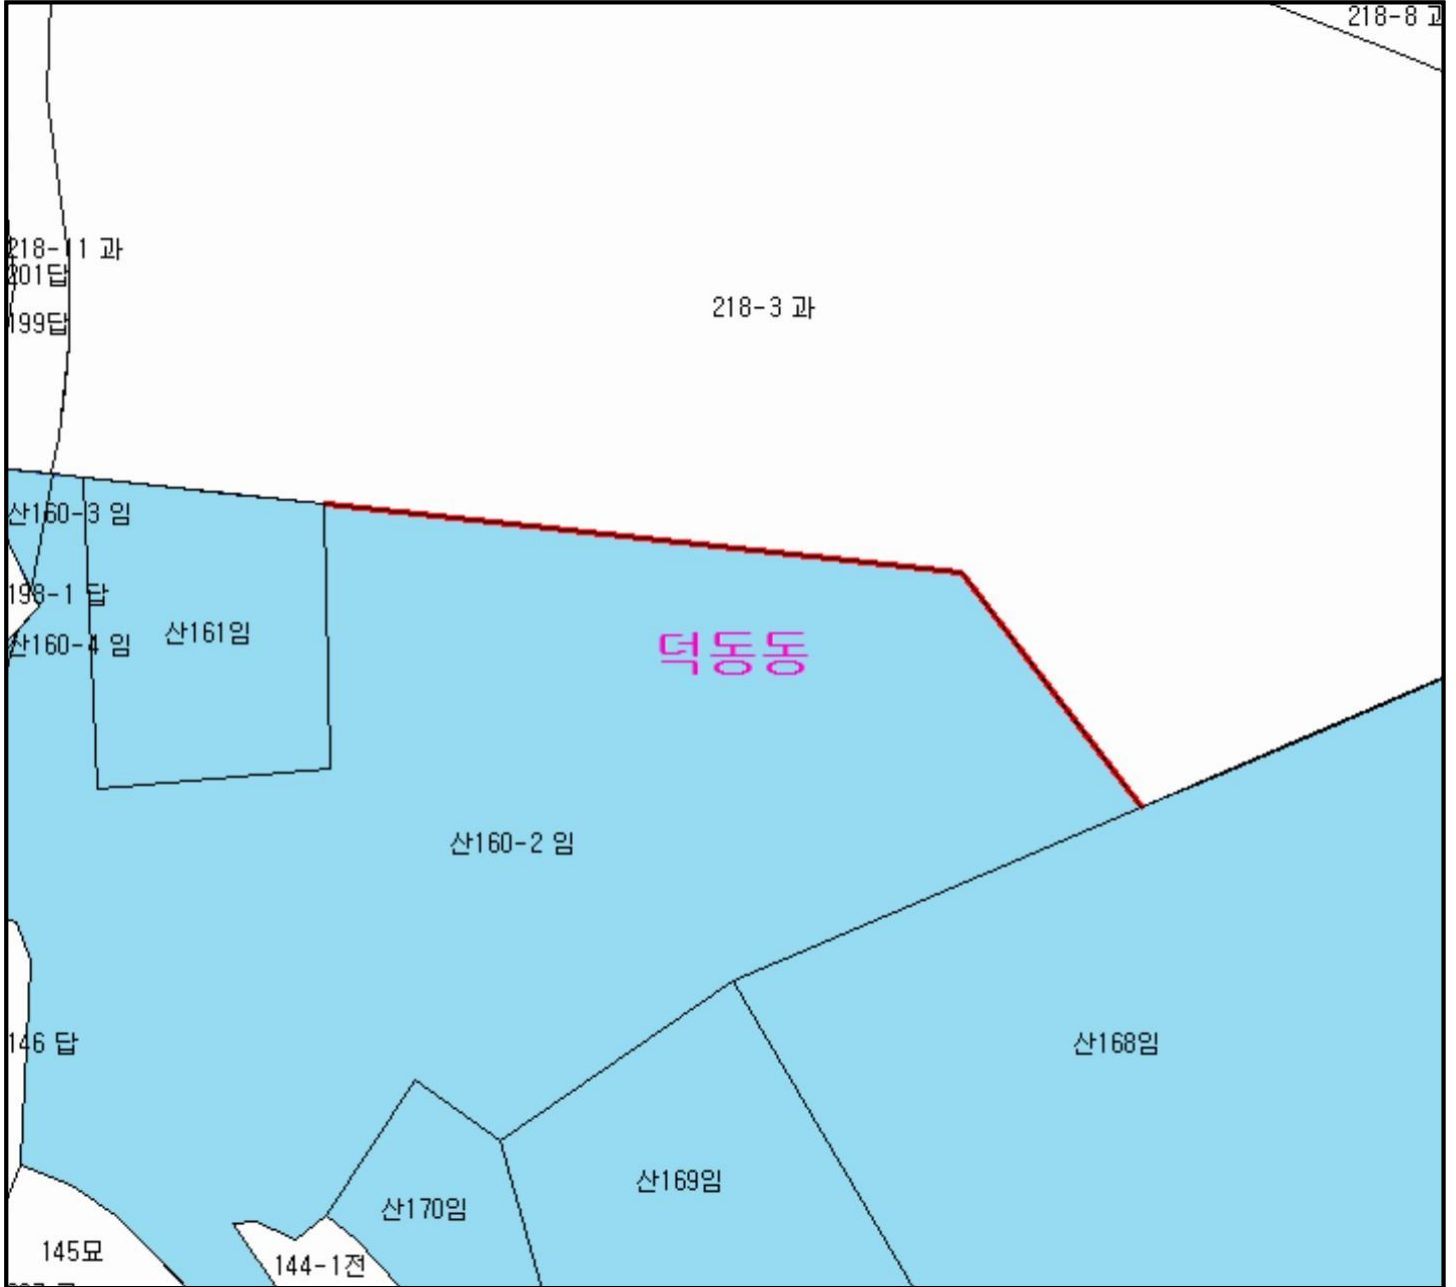 218-8
218-11 과
201답
199답
218-3 과
산160-3 임
198-1 답
산160-4 임
산161임
덕동동
산160-2 임
146 답
산168임
산169임
산170임
145묘
144-1전